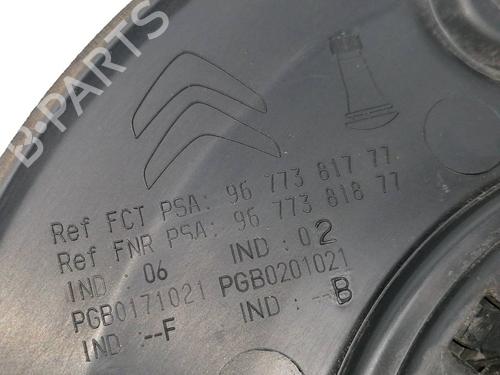 Ref FCT PSA: 96 773 817 77
Ref FNR PSA: 96 773 818 77
IND : 06 IND : 02
PGB0171021 PGB0201021
IND :--F IND :--B
B-PARTS